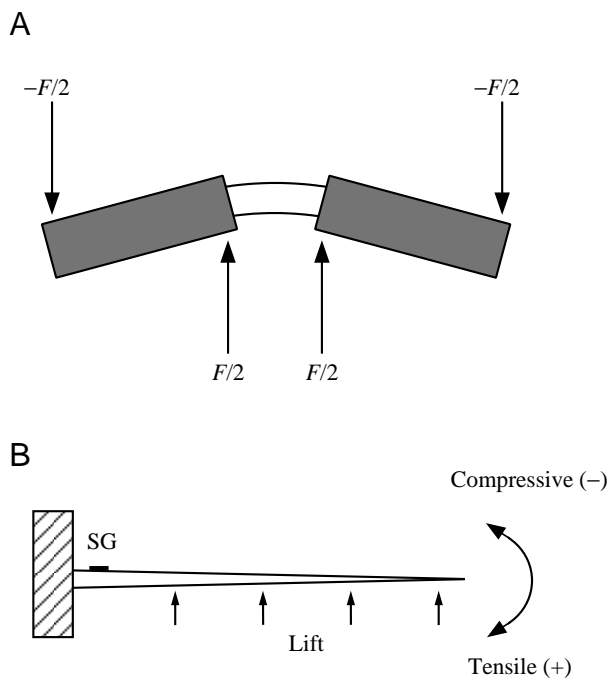 A
−F/2
−F/2
F/2
F/2
B
Compressive (−)
SG
Lift
Tensile (+)